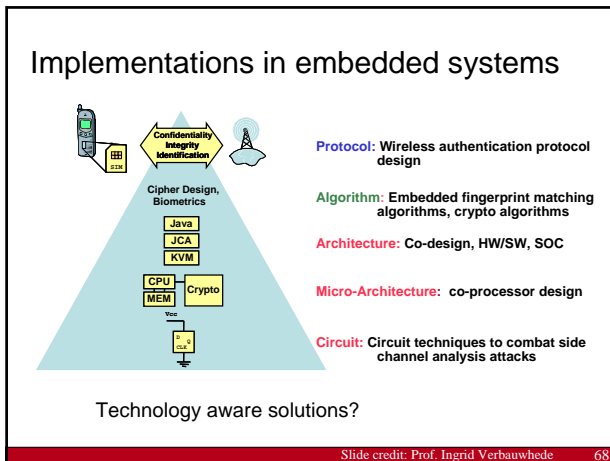 Implementations in embedded systems
SIM
Confidentiality
Integrity
Identification
Cipher Design,
Biometrics
Java
JCA
KVM
CPU
MEM
Crypto
Vcc
D
Q
CLK
Protocol: Wireless authentication protocol
design
Algorithm: Embedded fingerprint matching
algorithms, crypto algorithms
Architecture: Co-design, HW/SW, SOC
Micro-Architecture: co-processor design
Circuit: Circuit techniques to combat side
channel analysis attacks
Technology aware solutions?
Slide credit: Prof. Ingrid Verbauwhede 68